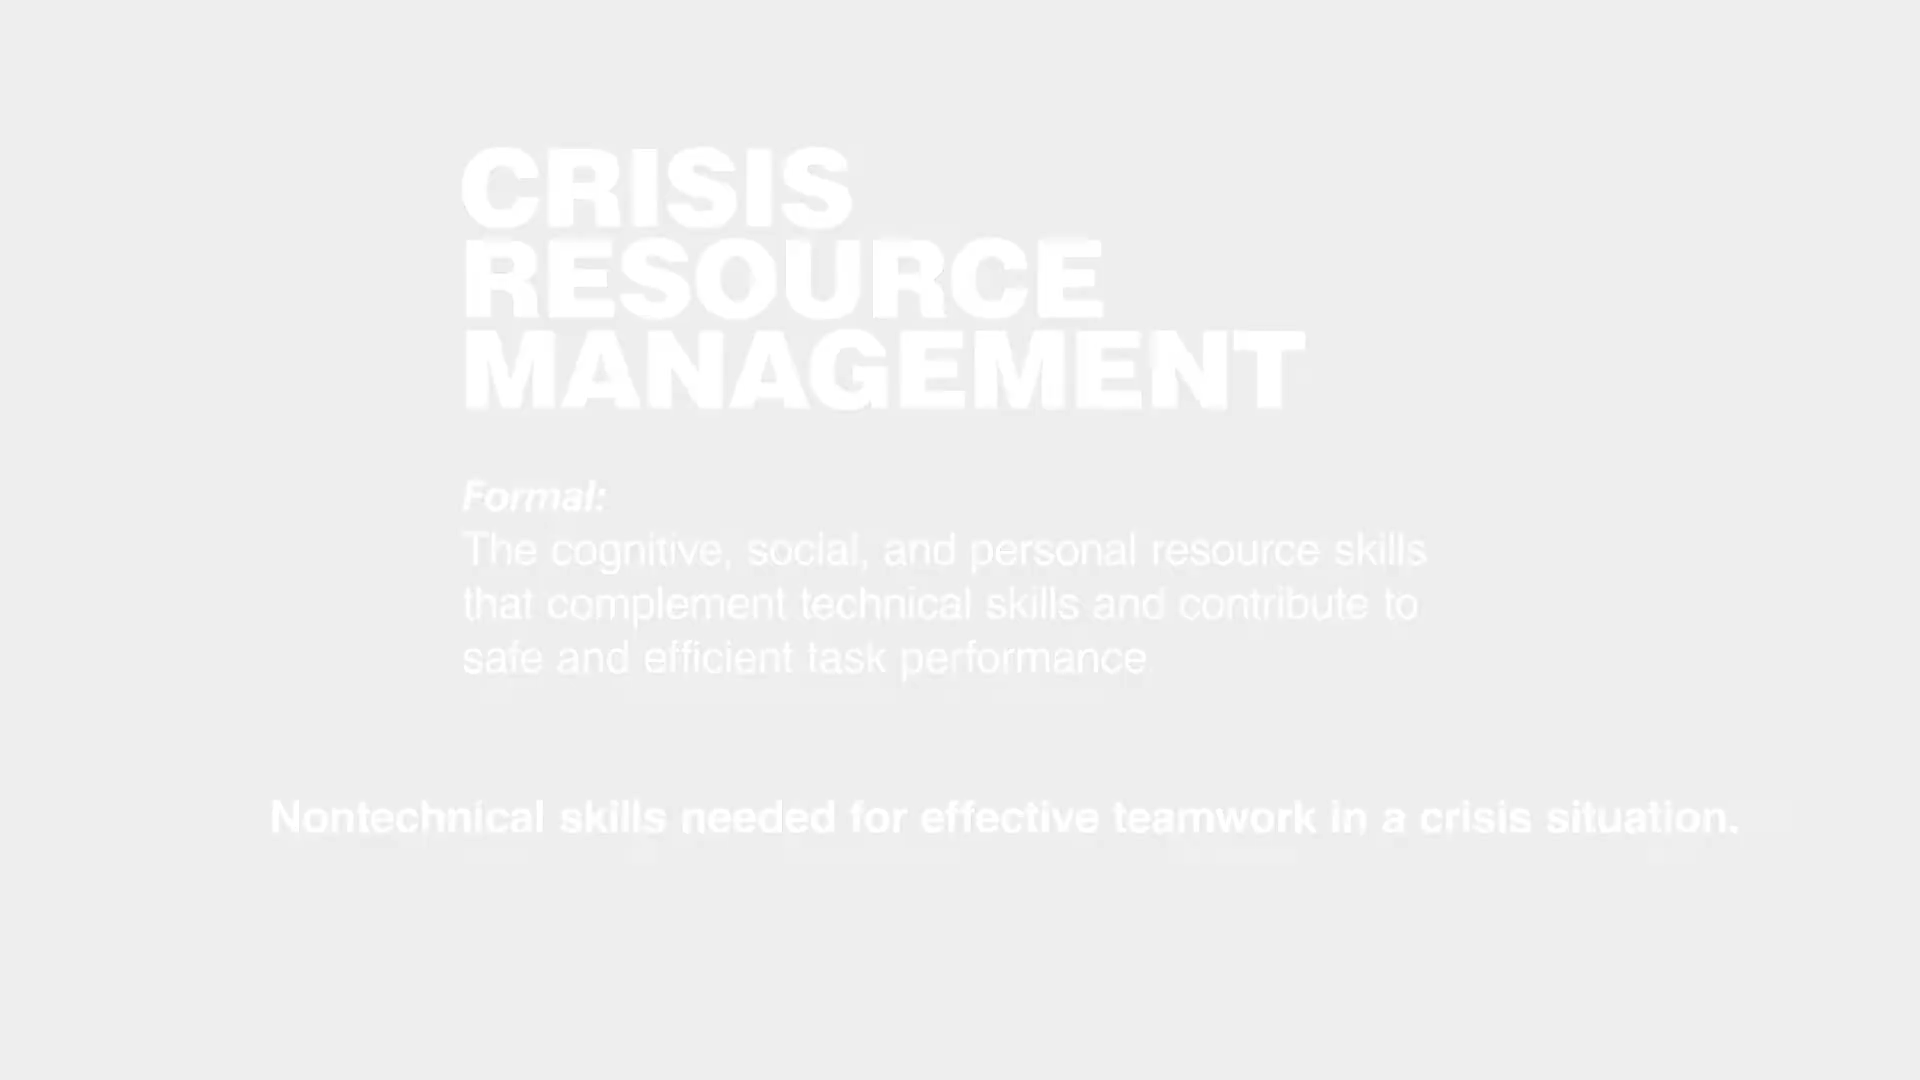 CRISIS
RESOURCE
MANAGEMENT
Formal:
The cognitive, social, and personal resource skills
that complement technical skills and contribute to
safe and efficient task performance
Nontechnical skills needed for effective teamwork in a crisis situation.